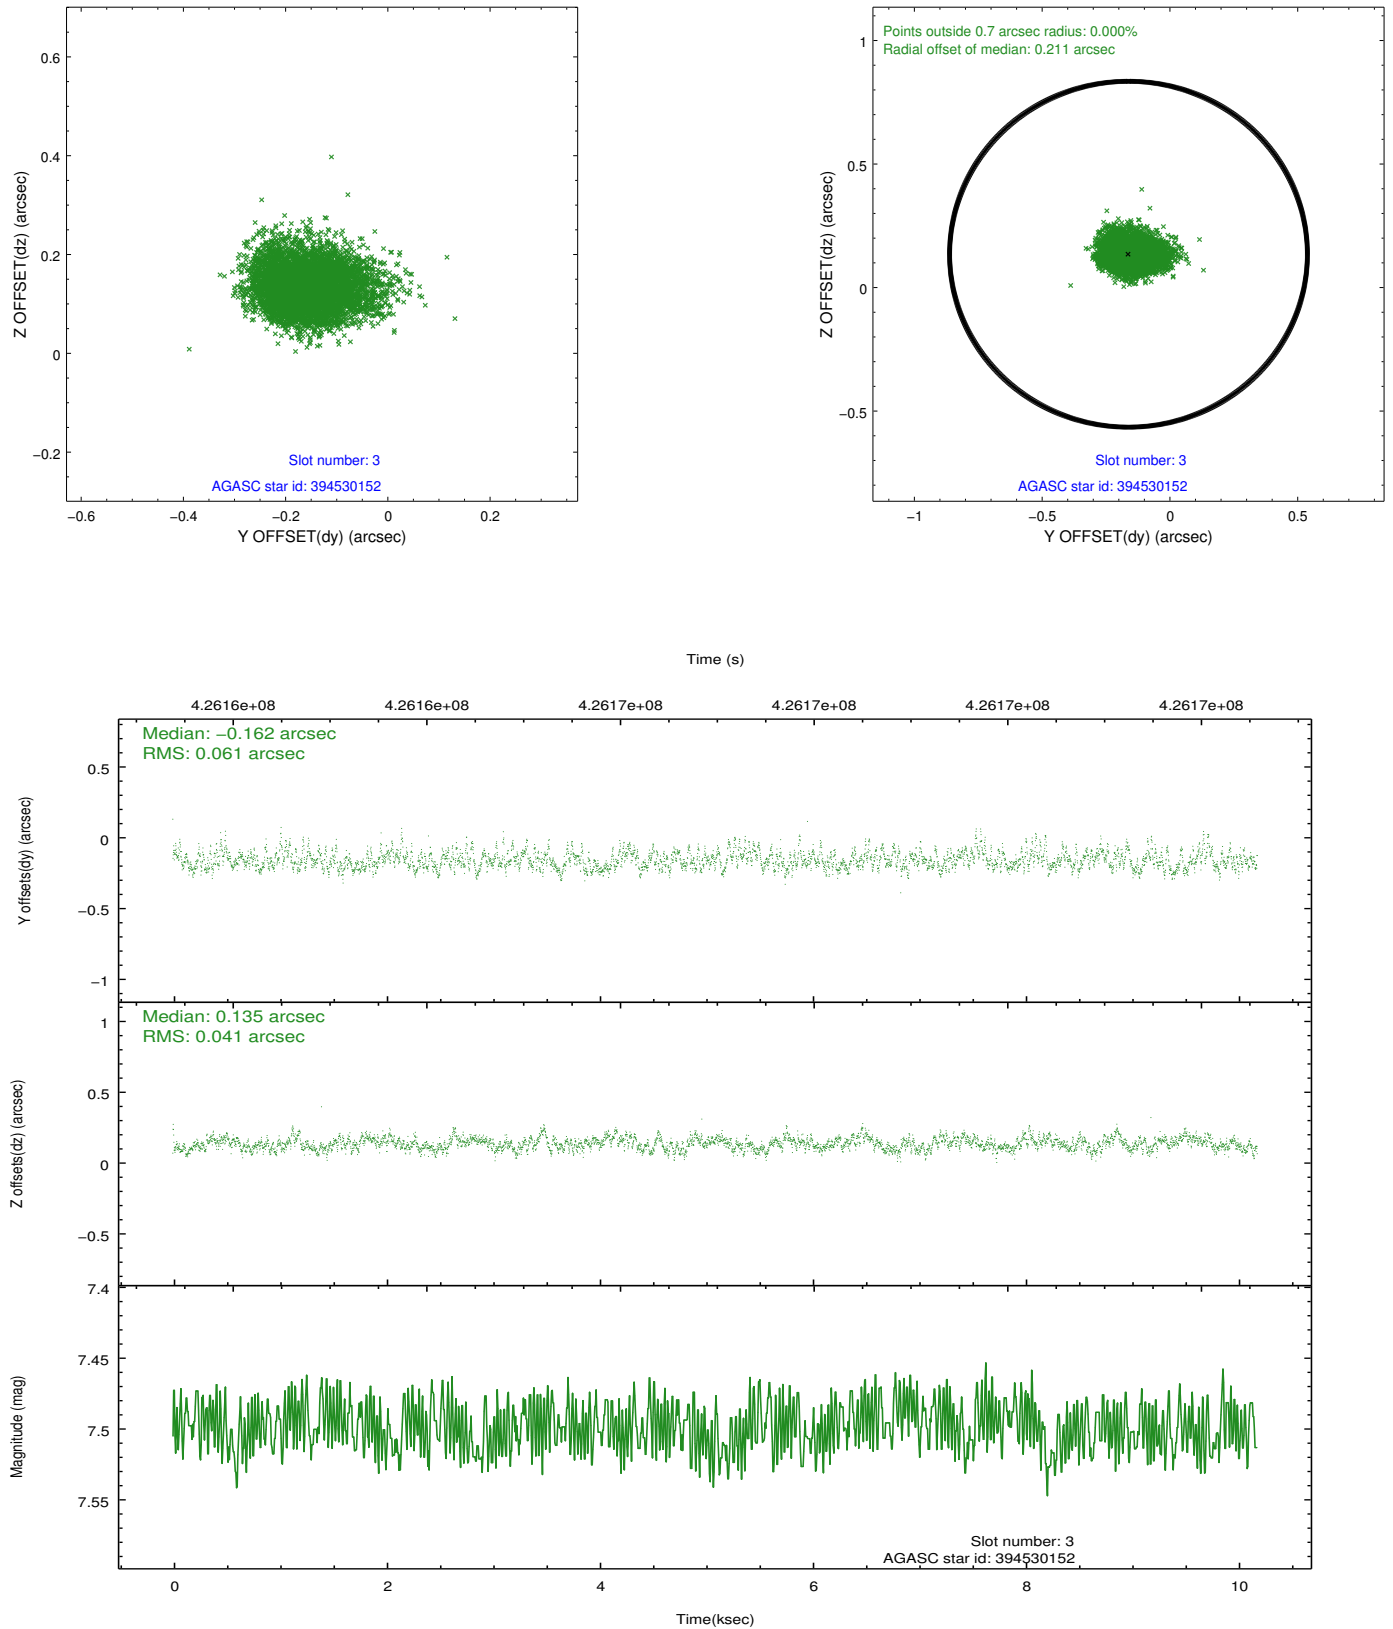 0.6
0.4
0.2
0
−0.2
Z OFFSET(dz) (arcsec)
Slot number: 3
AGASC star id: 394530152
−0.6 −0.4 −0.2 0 0.2
Y OFFSET(dy) (arcsec)
Points outside 0.7 arcsec radius: 0.000%
Radial offset of median: 0.211 arcsec
1
0.5
0
−0.5
Z OFFSET(dz) (arcsec)
Slot number: 3
AGASC star id: 394530152
−1 −0.5 0 0.5
Y OFFSET(dy) (arcsec)
Time (s)
4.2616e+08 4.2616e+08 4.2617e+08 4.2617e+08 4.2617e+08 4.2617e+08
Median: −0.162 arcsec
RMS: 0.061 arcsec
0.5
0
−0.5
−1
Y offsets(dy) (arcsec)
Median: 0.135 arcsec
RMS: 0.041 arcsec
1
0.5
0
−0.5
Z offsets(dz) (arcsec)
7.4
7.45
7.5
7.55
Magnitude (mag)
Slot number: 3
AGASC star id: 394530152
0 2 4 6 8 10
Time(ksec)